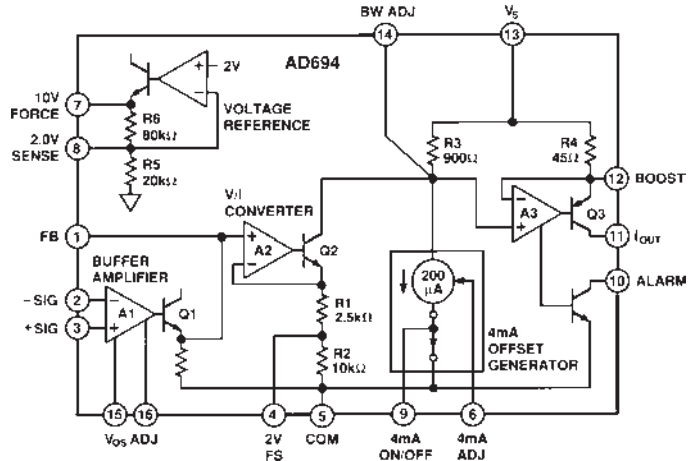 BW ADJ
VS
14
13
AD694
+ 2V
−
10V
FORCE
7
R6
80kΩ
VOLTAGE
REFERENCE
2.0V
SENSE
8
R5
20kΩ
R3
900Ω
R4
45Ω
12
BOOST
V/I
CONVERTER
−
+
A3
Q3
FB
1
+
−
A2
Q2
11
IOUT
BUFFER
AMPLIFIER
200
μA
10
ALARM
−SIG
2
−
+
A1
Q1
+SIG
3
R1
2.5kΩ
4mA
OFFSET
GENERATOR
R2
10kΩ
15
16
4
5
9
6
VOS ADJ
2V
FS
COM
4mA
ON/OFF
4mA
ADJ